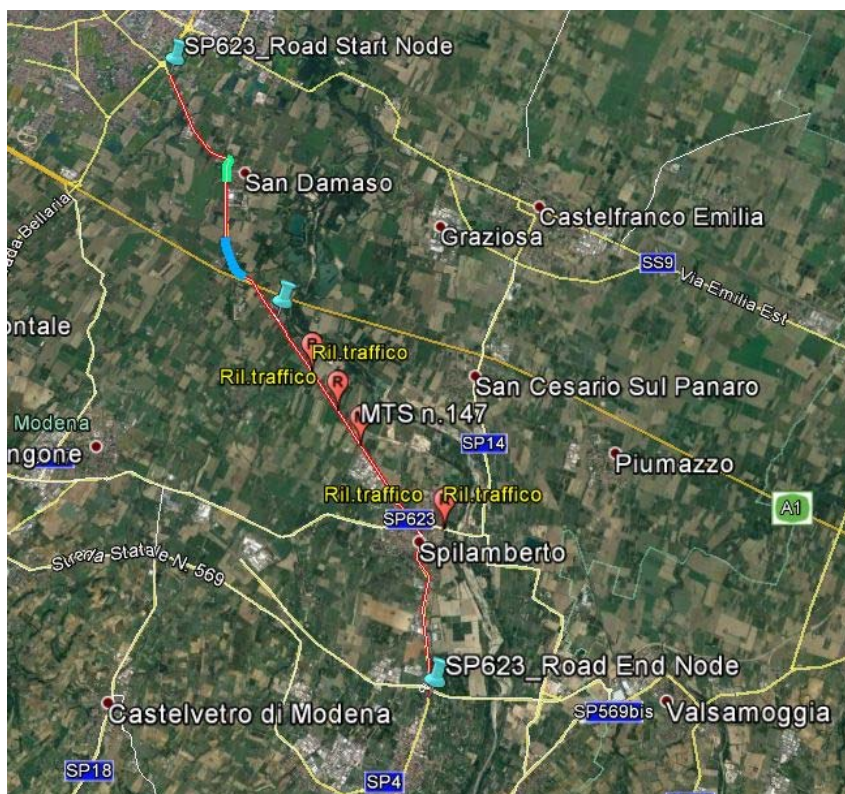 SP623_Road Start Node
San Damaso
Castelfranco Emilia
Graziosa
SS9
Via Emilia Est
ada Bellaria
ontale
Ril.traffico
Ril.traffico
R
San Cesario Sul Panaro
MTS n.147
Modena
SP14
ngone
Piumazzo
Ril.traffico
Ril.traffico
A1
SP623
Spilamberto
Strada Statale N. 569
SP623_Road End Node
Castelvetro di Modena
SP569bis
Valsamoggia
SP18
SP4